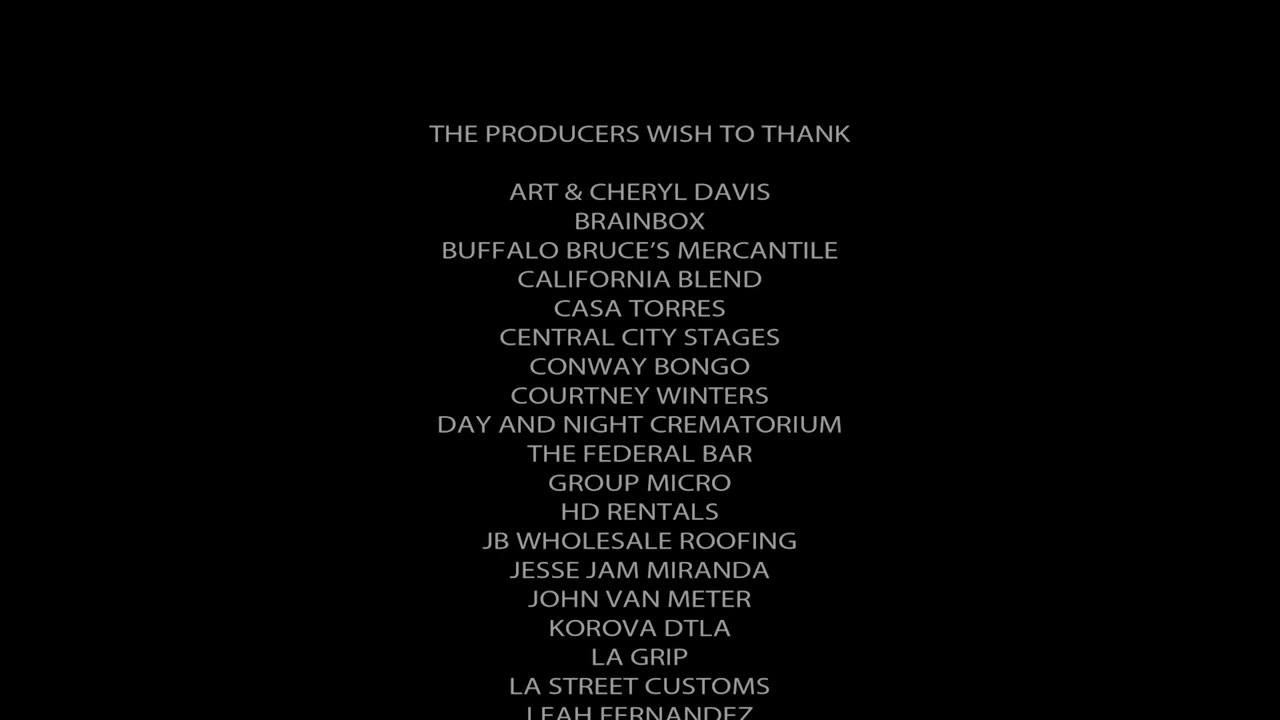 THE PRODUCERS WISH TO THANK
ART & CHERYL DAVIS
BRAINBOX
BUFFALO BRUCE’S MERCANTILE
CALIFORNIA BLEND
CASA TORRES
CENTRAL CITY STAGES
CONWAY BONGO
COURTNEY WINTERS
DAY AND NIGHT CREMATORIUM
THE FEDERAL BAR
GROUP MICRO
HD RENTALS
JB WHOLESALE ROOFING
JESSE JAM MIRANDA
JOHN VAN METER
KOROVA DTLA
LA GRIP
LA STREET CUSTOMS
LEAH FERNANDEZ